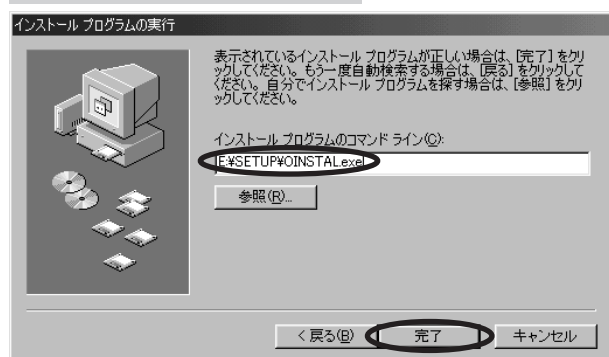 インストール プログラムの実行
表示されているインストール プログラムが正しい場合は、[完了] をクリ
ックしてください。もう一度自動検索する場合は、[戻る] をクリックして
ください。自分でインストール プログラムを探す場合は、[参照] をクリ
ックしてください。
インストール プログラムのコマンド ライン(C):
E:¥SETUP¥OINSTAL.exe
参照(R)...
< 戻る(B)
完了
キャンセル